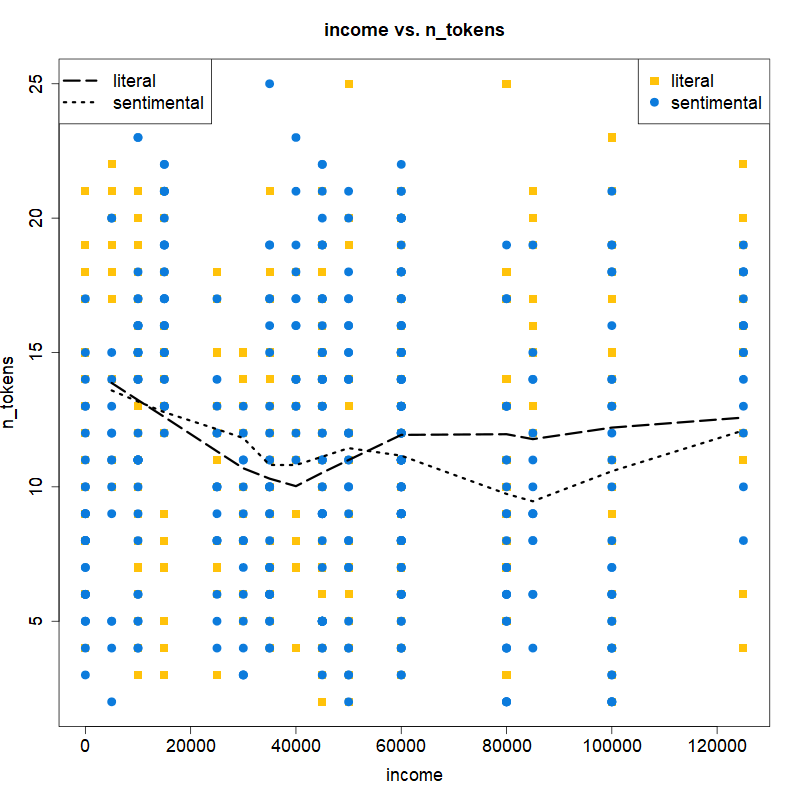 income vs. n_tokens
literal
sentimental
literal
sentimental
n_tokens
25
20
15
10
5
0
20000
40000
60000
80000
100000
120000
income